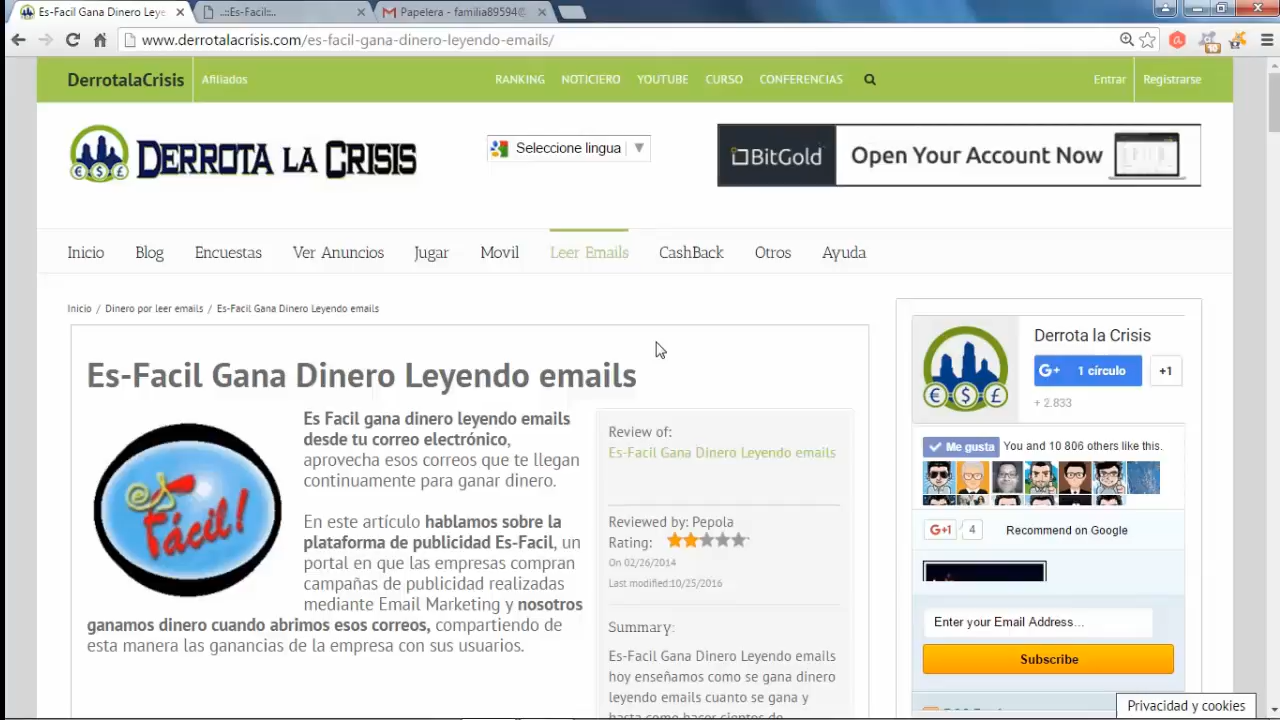 Es-Facil Gana Dinero Leye
..::Es-Facil::..
Papelera - familia89594@
www.derrotalacrisis.com/es-facil-gana-dinero-leyendo-emails/
10
DerrotalaCrisis
Afiliados
RANKING
NOTICIERO
YOUTUBE
CURSO
CONFERENCIAS
Entrar
Registrarse
DERROTA LA CRISIS
Seleccione lingua
BitGold
Open Your Account Now
Inicio
Blog
Encuestas
Ver Anuncios
Jugar
Movil
Leer Emails
CashBack
Otros
Ayuda
Inicio / Dinero por leer emails / Es-Facil Gana Dinero Leyendo emails
Es-Facil Gana Dinero Leyendo emails
es Fácil!
Es Facil gana dinero leyendo emails
desde tu correo electrónico,
aprovecha esos correos que te llegan
continuamente para ganar dinero.
En este artículo hablamos sobre la
plataforma de publicidad Es-Facil, un
portal en que las empresas compran
campañas de publicidad realizadas
mediante Email Marketing y nosotros
ganamos dinero cuando abrimos esos correos, compartiendo de
esta manera las ganancias de la empresa con sus usuarios.
Review of:
Es-Facil Gana Dinero Leyendo emails
Reviewed by: Pepola
Rating:
On 02/26/2014
Last modified:10/25/2016
Summary:
Es-Facil Gana Dinero Leyendo emails
hoy enseñamos como se gana dinero
leyendo emails cuanto se gana y
hasta como hacer cientos de
€ $ £
Derrota la Crisis
G+ 1 círculo
+1
+ 2.833
Me gusta
You and 10 806 others like this.
G+1
4
Recommend on Google
Enter your Email Address...
Subscribe
Privacidad y cookies